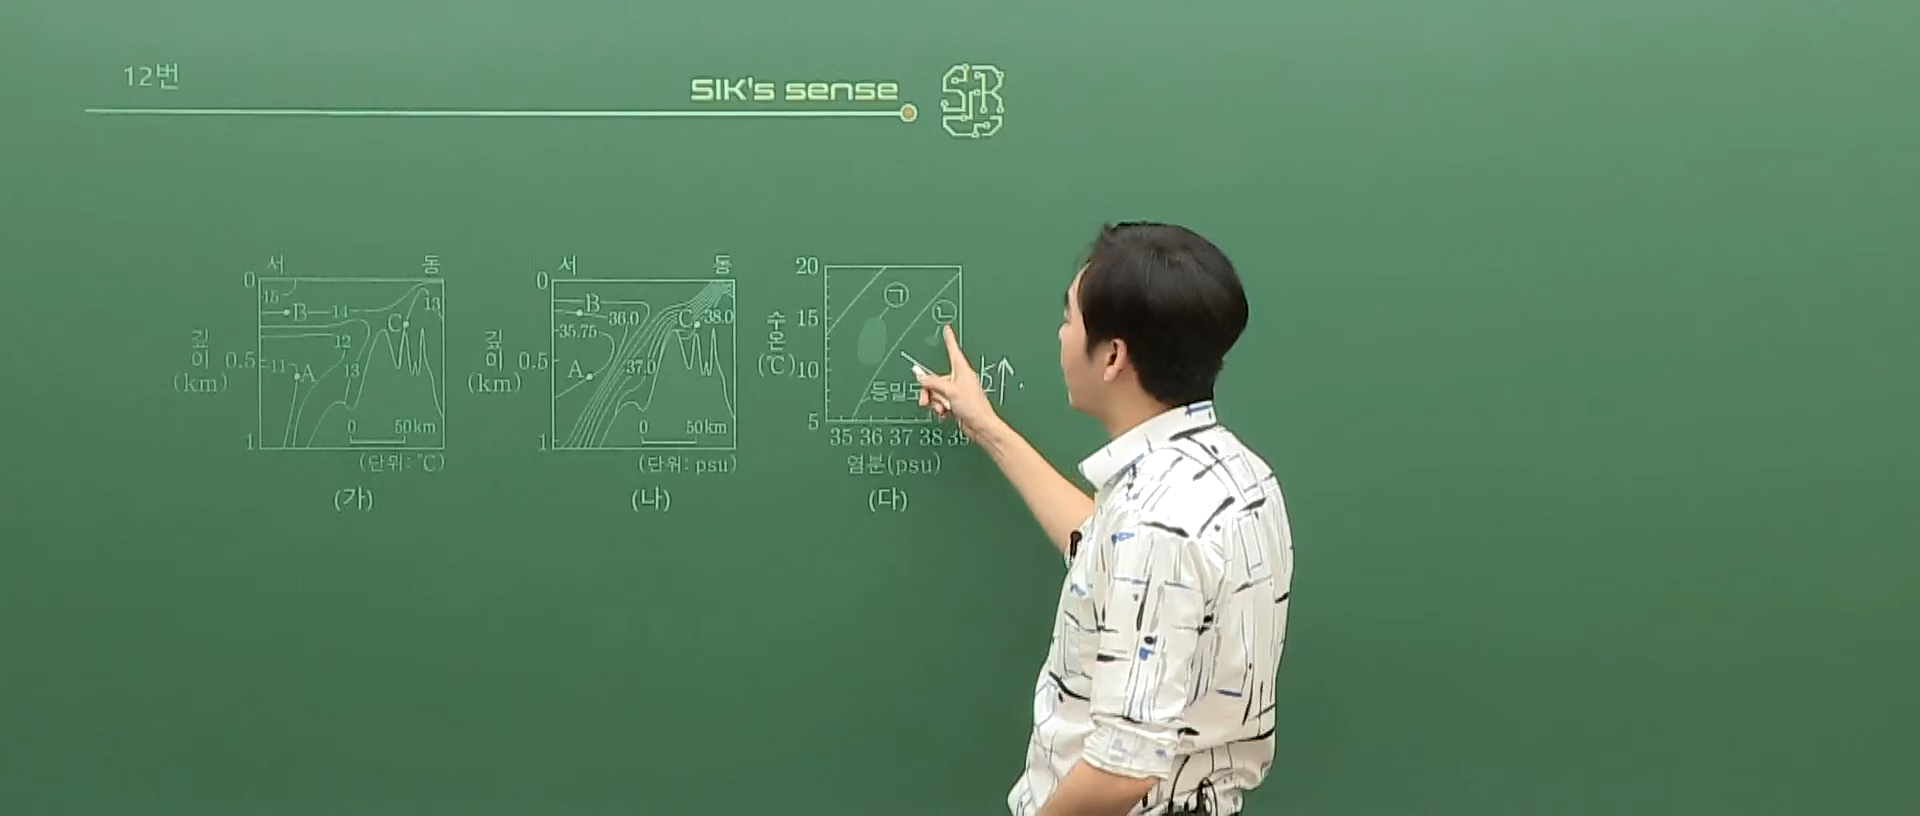 12번
SIK's sense
SIK
서 동
0
15
B 14
13
C
12
깊이(km)
0.5
11
A
13
0 50km
1
(단위: ℃)
(가)
서 동
0
B
36.0
C 38.0
35.75
깊이(km)
0.5
A
37.0
0 50km
1
(단위: psu)
(나)
20
㉠
㉡
수온(℃)
15
10
등밀도
↑.
5
35 36 37 38 39
염분(psu)
(다)